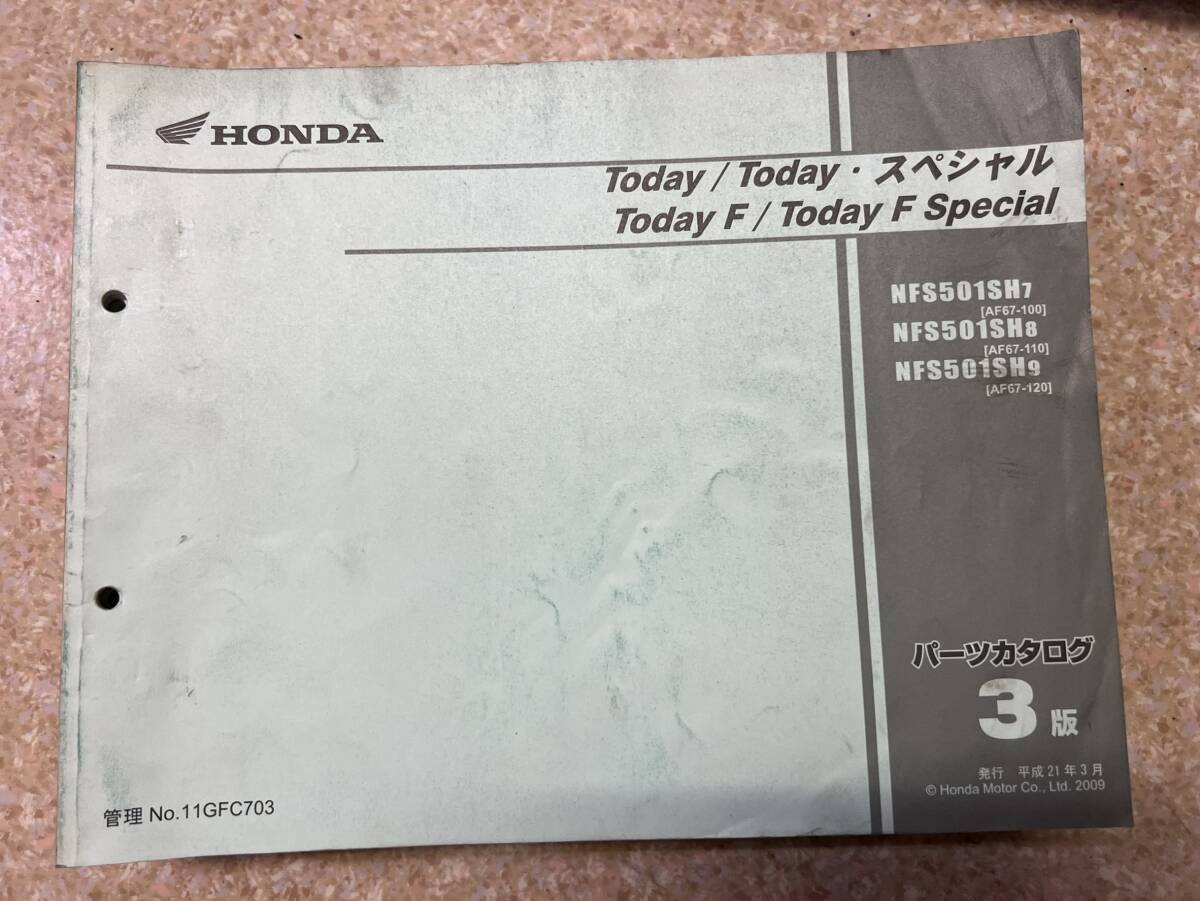 HONDA
Today / Today・スペシャル
Today F / Today F Special
NFS501SH7
[AF67-100]
NFS501SH8
[AF67-110]
NFS501SH9
[AF67-120]
パーツカタログ
3版
発行 平成21年3月
© Honda Motor Co., Ltd. 2009
管理 No.11GFC703